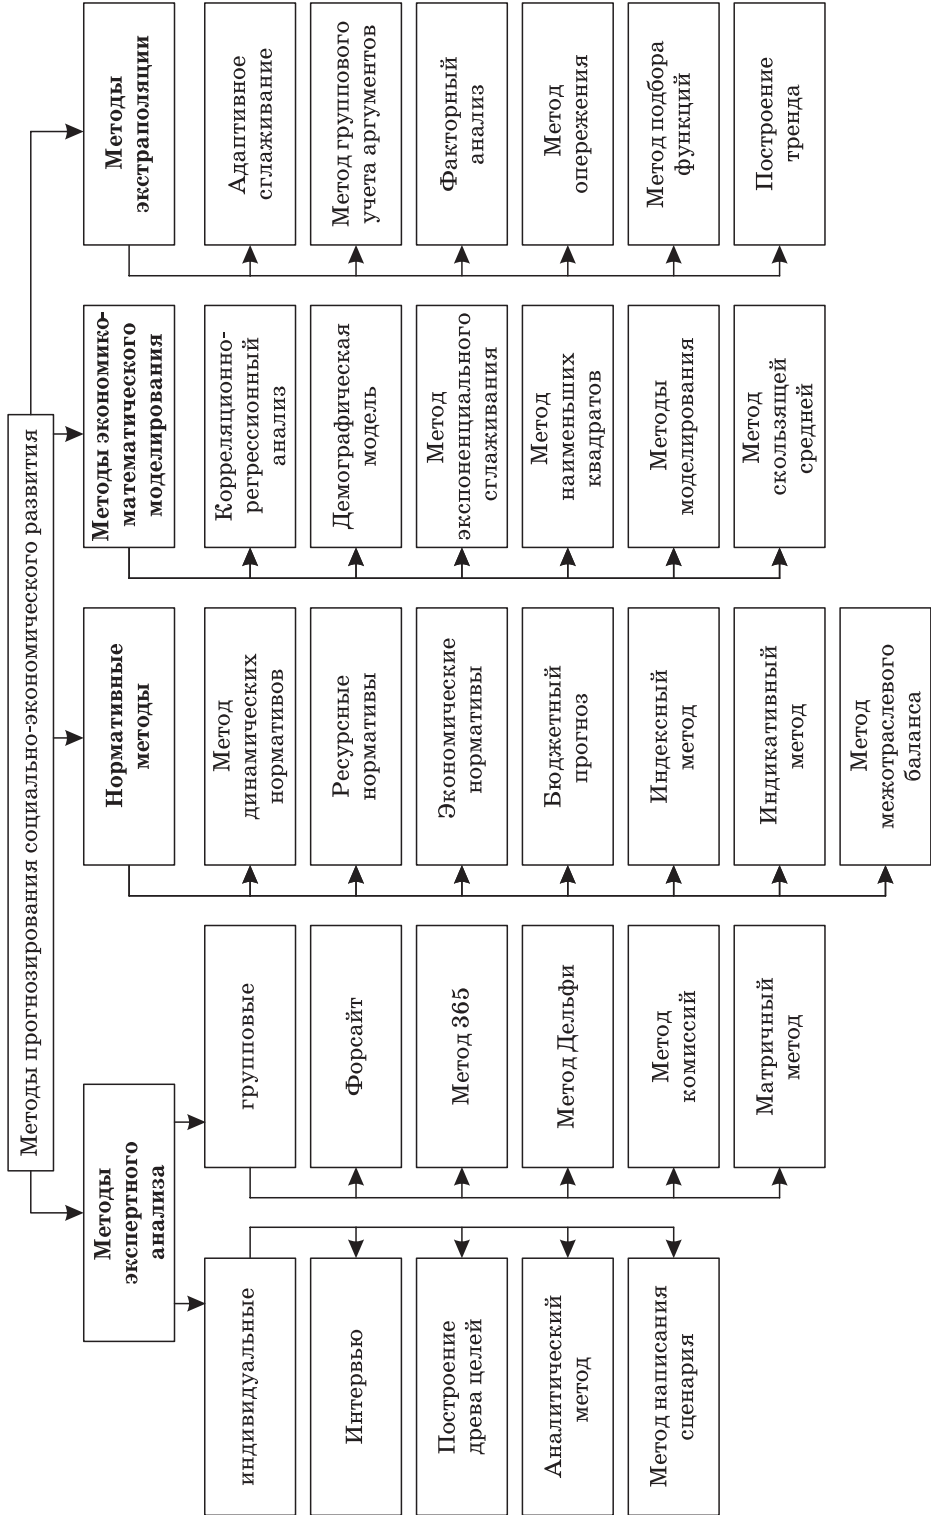 Методы прогнозирования социально-экономического развития
Методы
экспертного
анализа
индивидуальные
Интервью
Построение
древа целей
Аналитический
метод
Метод написания
сценария
групповые
Форсайт
Метод 365
Метод Дельфи
Метод
комиссий
Матричный
метод
Нормативные
методы
Метод
динамических
нормативов
Ресурсные
нормативы
Экономические
нормативы
Бюджетный
прогноз
Индексный
метод
Индикативный
метод
Метод
межотраслевого
баланса
Методы экономико-
математического
моделирования
Корреляционно-
регрессионный
анализ
Демографическая
модель
Метод
экспоненциального
сглаживания
Метод
наименьших
квадратов
Методы
моделирования
Метод
скользящей
средней
Методы
экстраполяции
Адаптивное
сглаживание
Метод группового
учета аргументов
Факторный
анализ
Метод
опережения
Метод подбора
функций
Построение
тренда